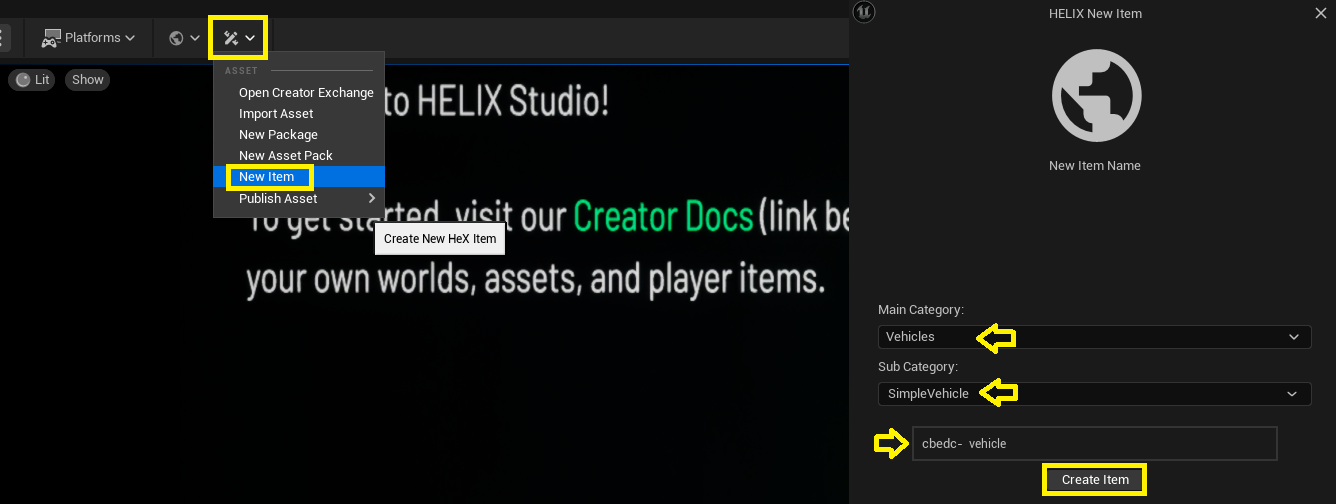 Platforms
Lit
Show
ASSET
Open Creator Exchange
Import Asset
New Package
New Asset Pack
New Item
Publish Asset
Create New HeX Item
to HELIX Studio!
To get started, visit our Creator Docs (link be
your own worlds, assets, and player items.
HELIX New Item
New Item Name
Main Category:
Vehicles
Sub Category:
SimpleVehicle
cbedc- vehicle
Create Item